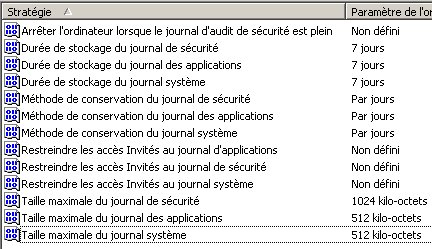 Stratégie Paramètre de l'or
Arrêter l'ordinateur lorsque le journal d'audit de sécurité est plein Non défini
Durée de stockage du journal de sécurité 7 jours
Durée de stockage du journal des applications 7 jours
Durée de stockage du journal système 7 jours
Méthode de conservation du journal de sécurité Par jours
Méthode de conservation du journal des applications Par jours
Méthode de conservation du journal système Par jours
Restreindre les accès Invités au journal d'applications Non défini
Restreindre les accès Invités au journal de sécurité Non défini
Restreindre les accès Invités au journal système Non défini
Taille maximale du journal de sécurité 1024 kilo-octets
Taille maximale du journal des applications 512 kilo-octets
Taille maximale du journal système 512 kilo-octets